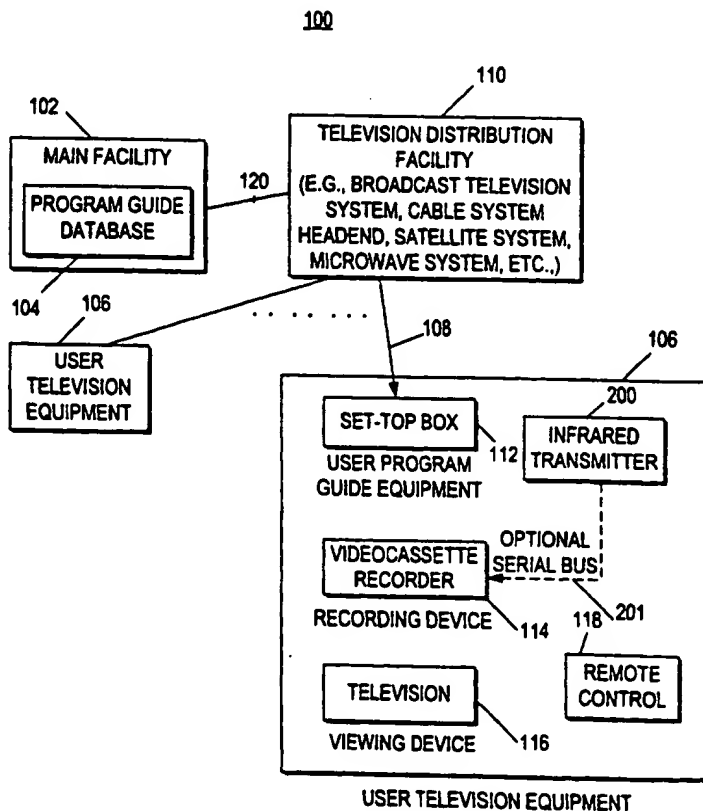 100
110
102
TELEVISION DISTRIBUTION
FACILITY
(E.G., BROADCAST TELEVISION
SYSTEM, CABLE SYSTEM
HEADEND, SATELLITE SYSTEM,
MICROWAVE SYSTEM, ETC.,)
MAIN FACILITY
120
PROGRAM GUIDE
DATABASE
104
106
USER
TELEVISION
EQUIPMENT
108
106
200
SET-TOP BOX
112
INFRARED
TRANSMITTER
USER PROGRAM
GUIDE EQUIPMENT
OPTIONAL
SERIAL BUS
VIDEOCASSETTE
RECORDER
RECORDING DEVICE
114
201
118
REMOTE
CONTROL
TELEVISION
VIEWING DEVICE
116
USER TELEVISION EQUIPMENT